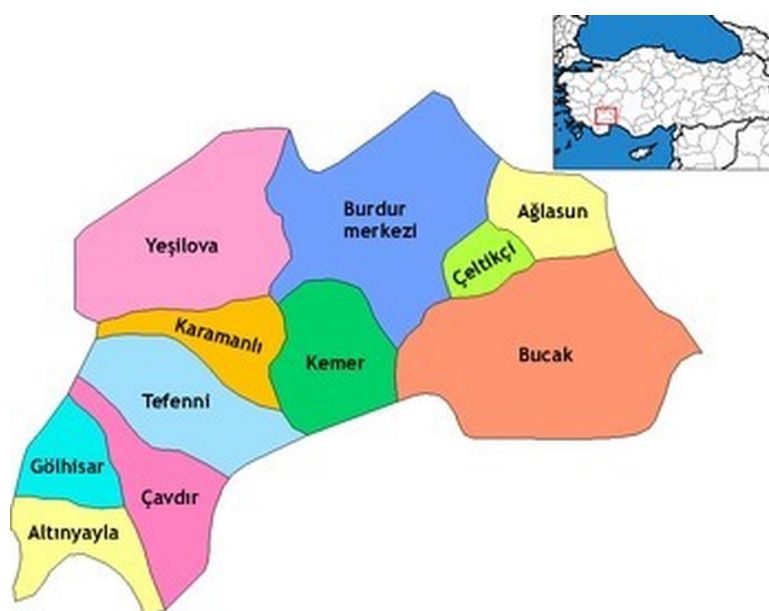 Burdur
merkezi
Ağlasun
Yeşilova
Çeltikçi
Karamanlı
Kemer
Bucak
Tefenni
Gölhisar
Çavdır
Altınyayla